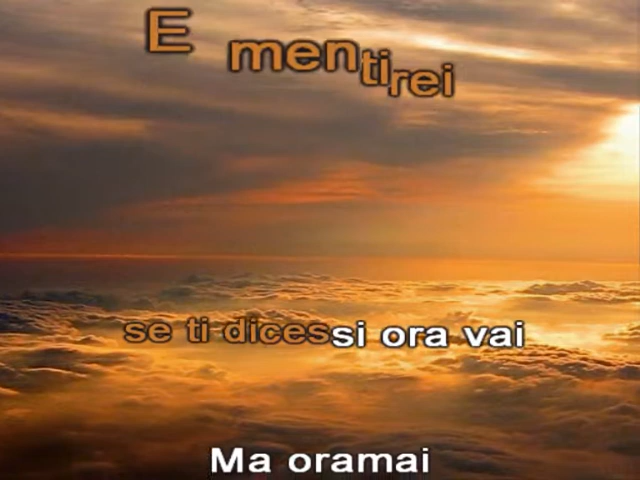 E mentirei
se ti dicessi ora vai
Ma oramai